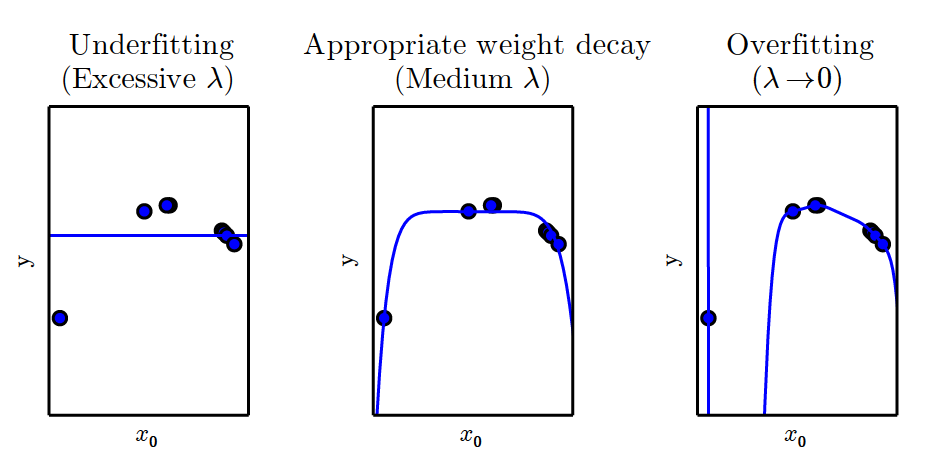 Underfitting
(Excessive λ)
Appropriate weight decay
(Medium λ)
Overfitting
(λ→0)
y
x₀
y
x₀
y
x₀